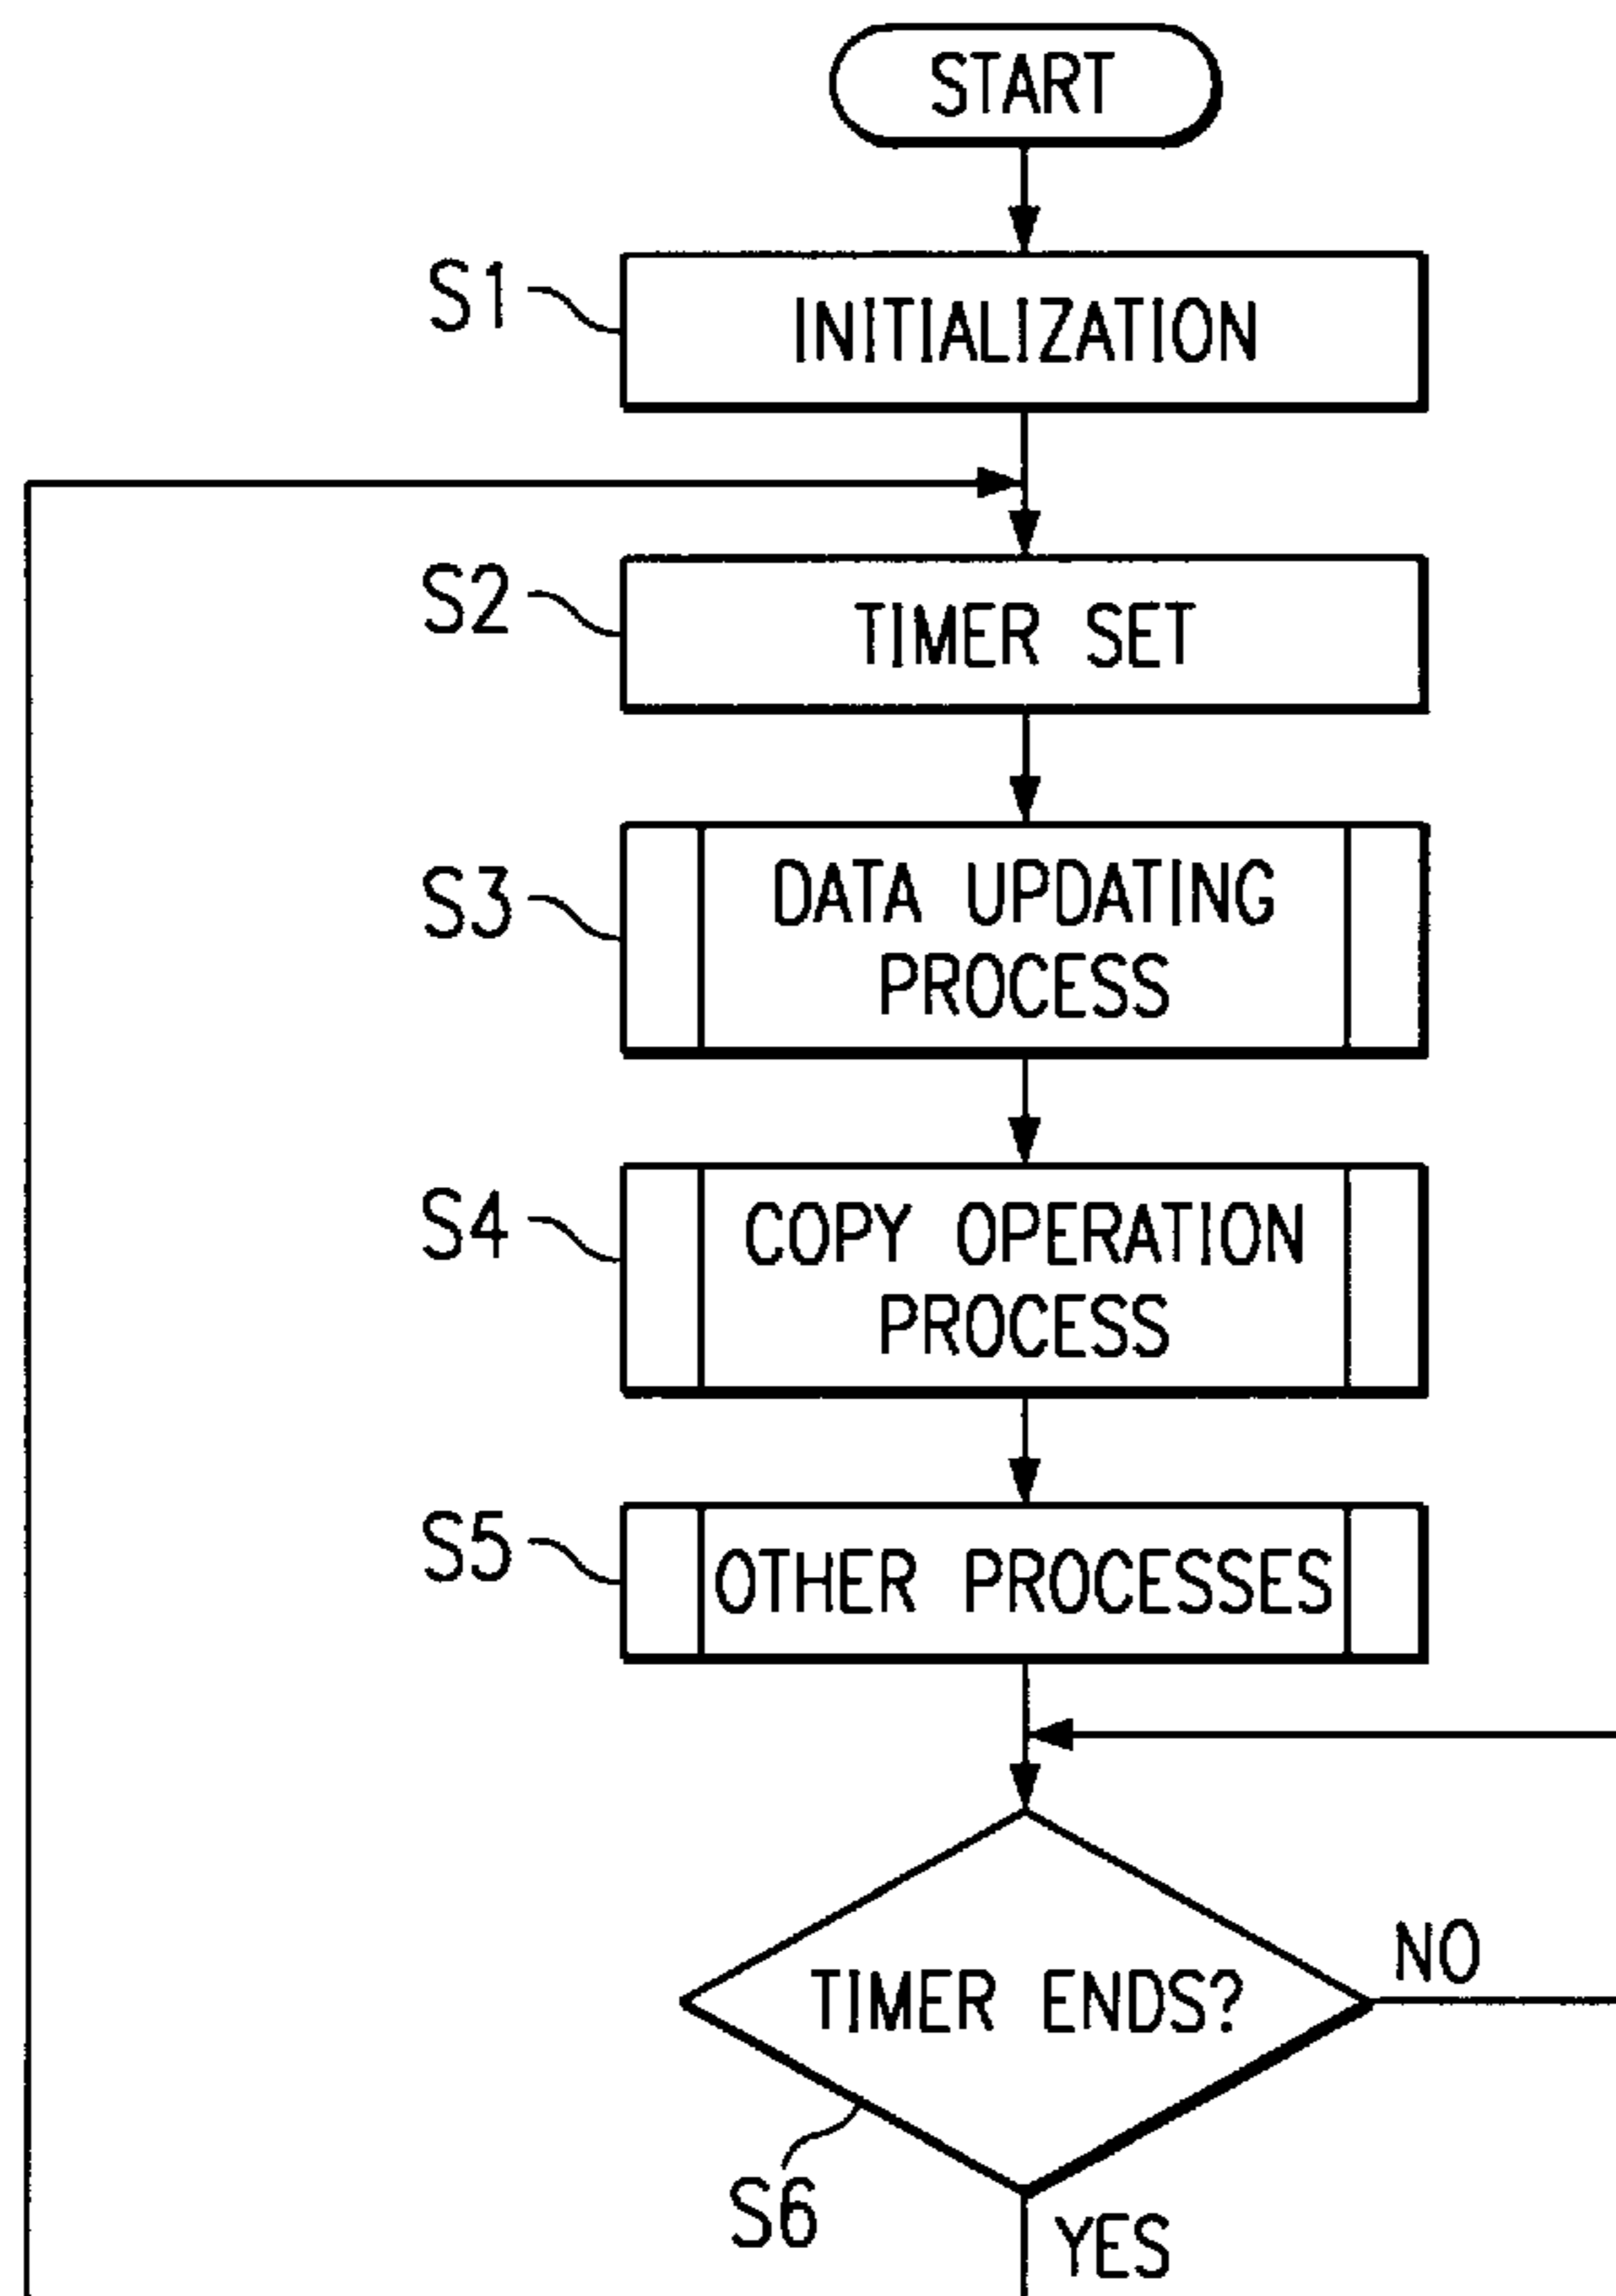 START
S1
INITIALIZATION
S2
TIMER SET
S3
DATA UPDATING
PROCESS
S4
COPY OPERATION
PROCESS
S5
OTHER PROCESSES
TIMER ENDS?
NO
S6
YES